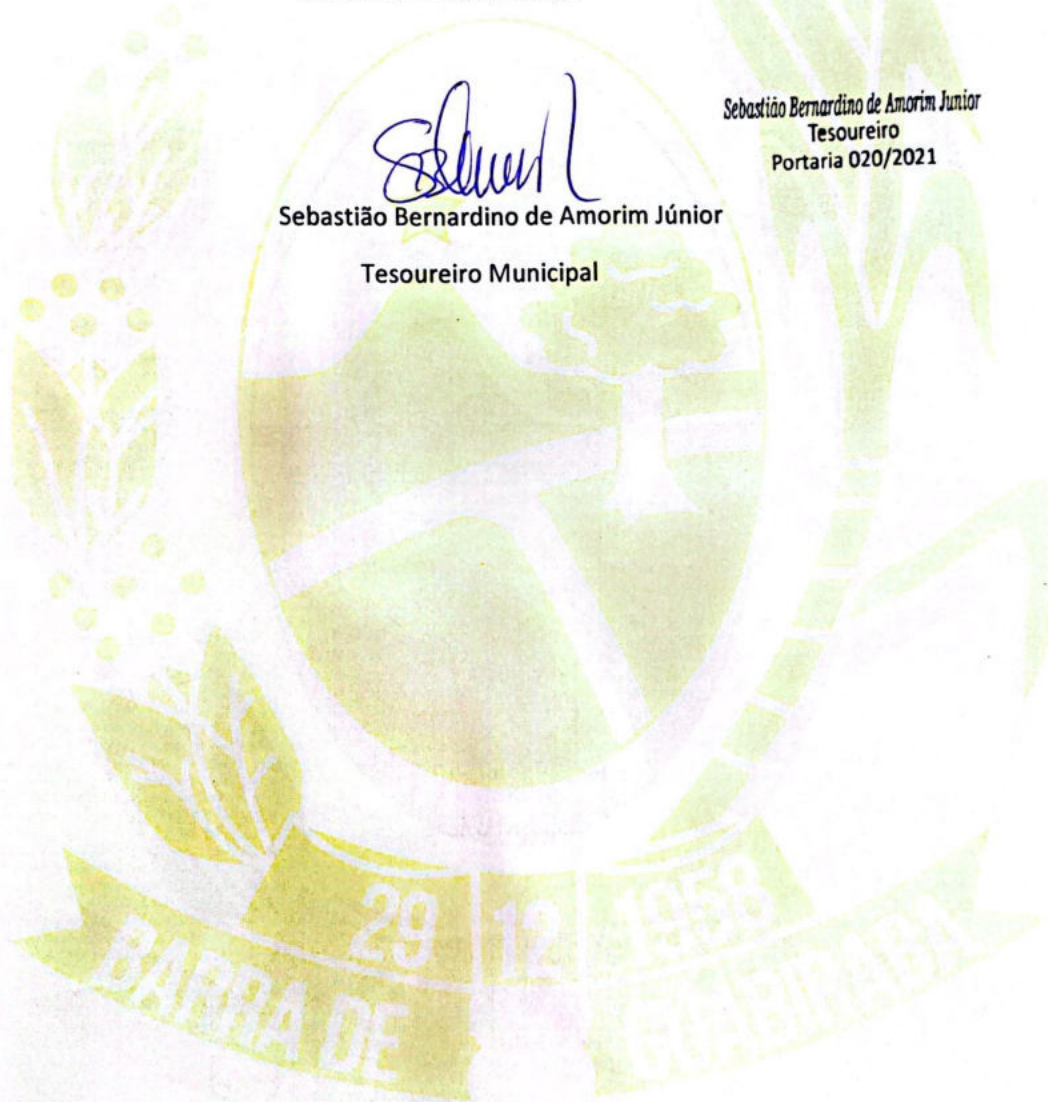 Sebastião Bernardino de Amorim Junior
Tesoureiro
Portaria 020/2021
Sebastião Bernardino de Amorim Júnior
Tesoureiro Municipal
29 12 1958
BARRA DE GUABIRABA